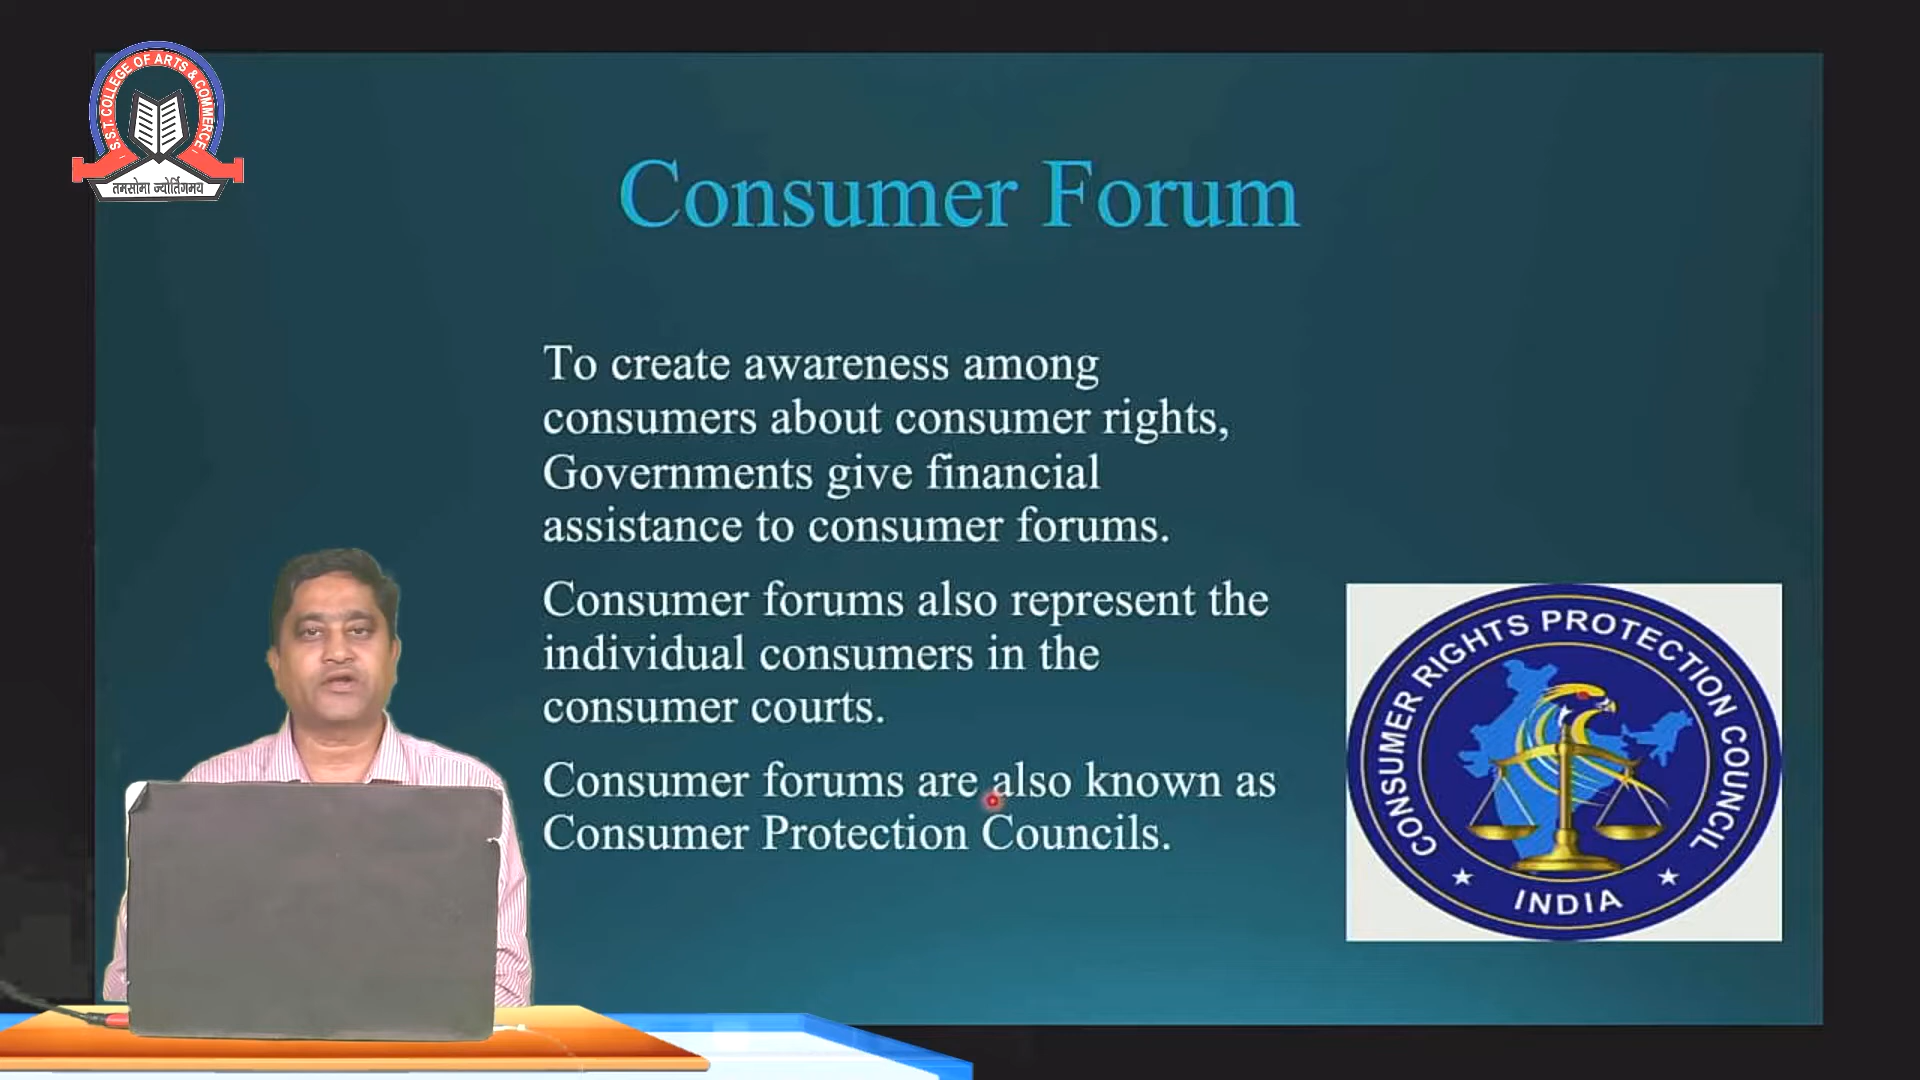 S.S.T. COLLEGE OF ARTS & COMMERCE
तमसोमा ज्योर्तिगमय
Consumer Forum
To create awareness among
consumers about consumer rights,
Governments give financial
assistance to consumer forums.
Consumer forums also represent the
individual consumers in the
consumer courts.
Consumer forums are also known as
Consumer Protection Councils.
CONSUMER RIGHTS PROTECTION COUNCIL
INDIA